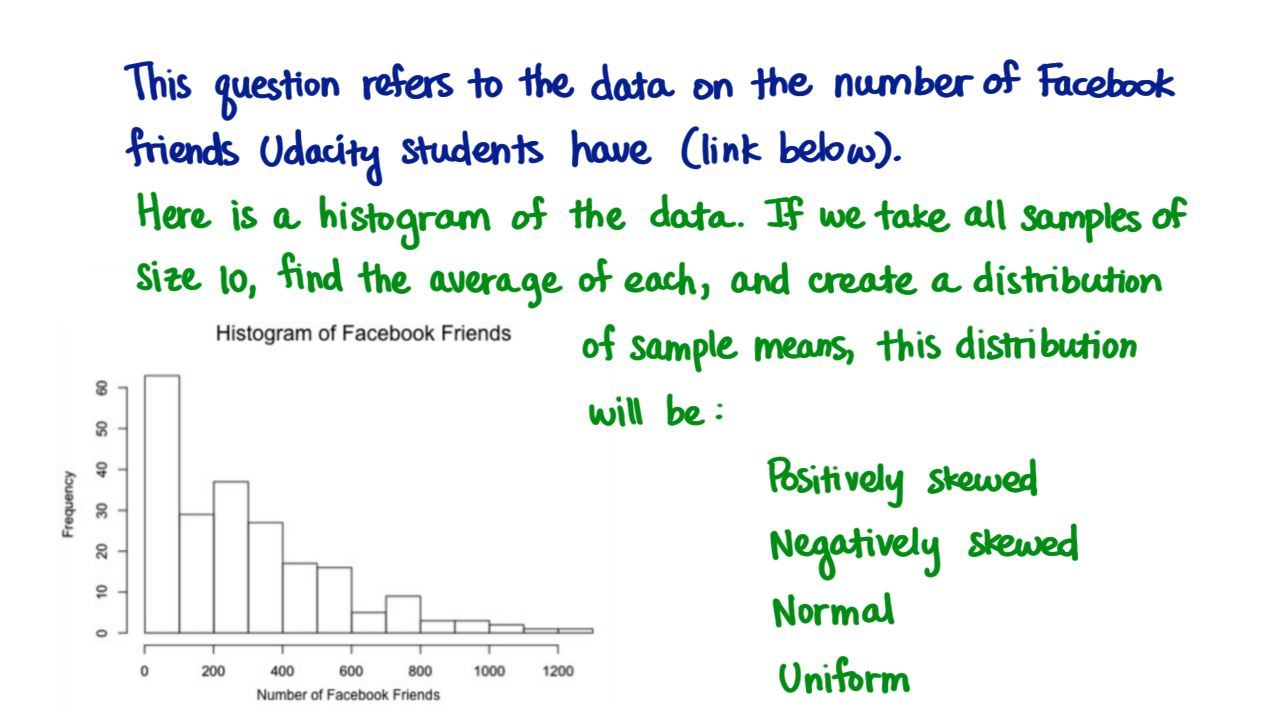 This question refers to the data on the number of Facebook
friends Udacity students have (link below).
Here is a histogram of the data. If we take all samples of
size 10, find the average of each, and create a distribution
of sample means, this distribution
will be:
Positively skewed
Negatively skewed
Normal
Uniform
Histogram of Facebook Friends
Frequency
60
50
40
30
20
10
0
0 200 400 600 800 1000 1200
Number of Facebook Friends